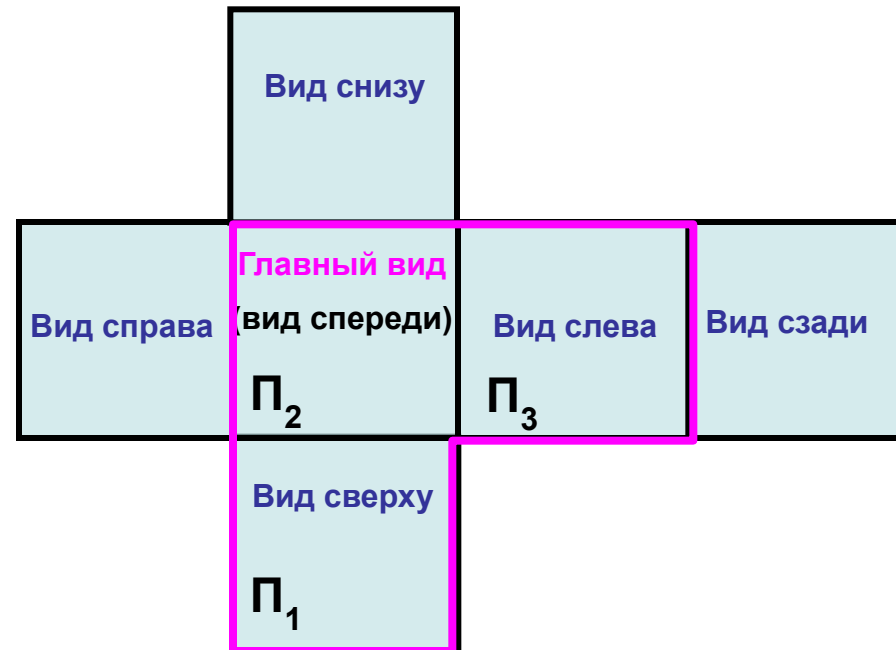 Вид снизу
Главный вид
Вид справа
(вид спереди)
Вид слева
Вид сзади
П2
П3
Вид сверху
П1